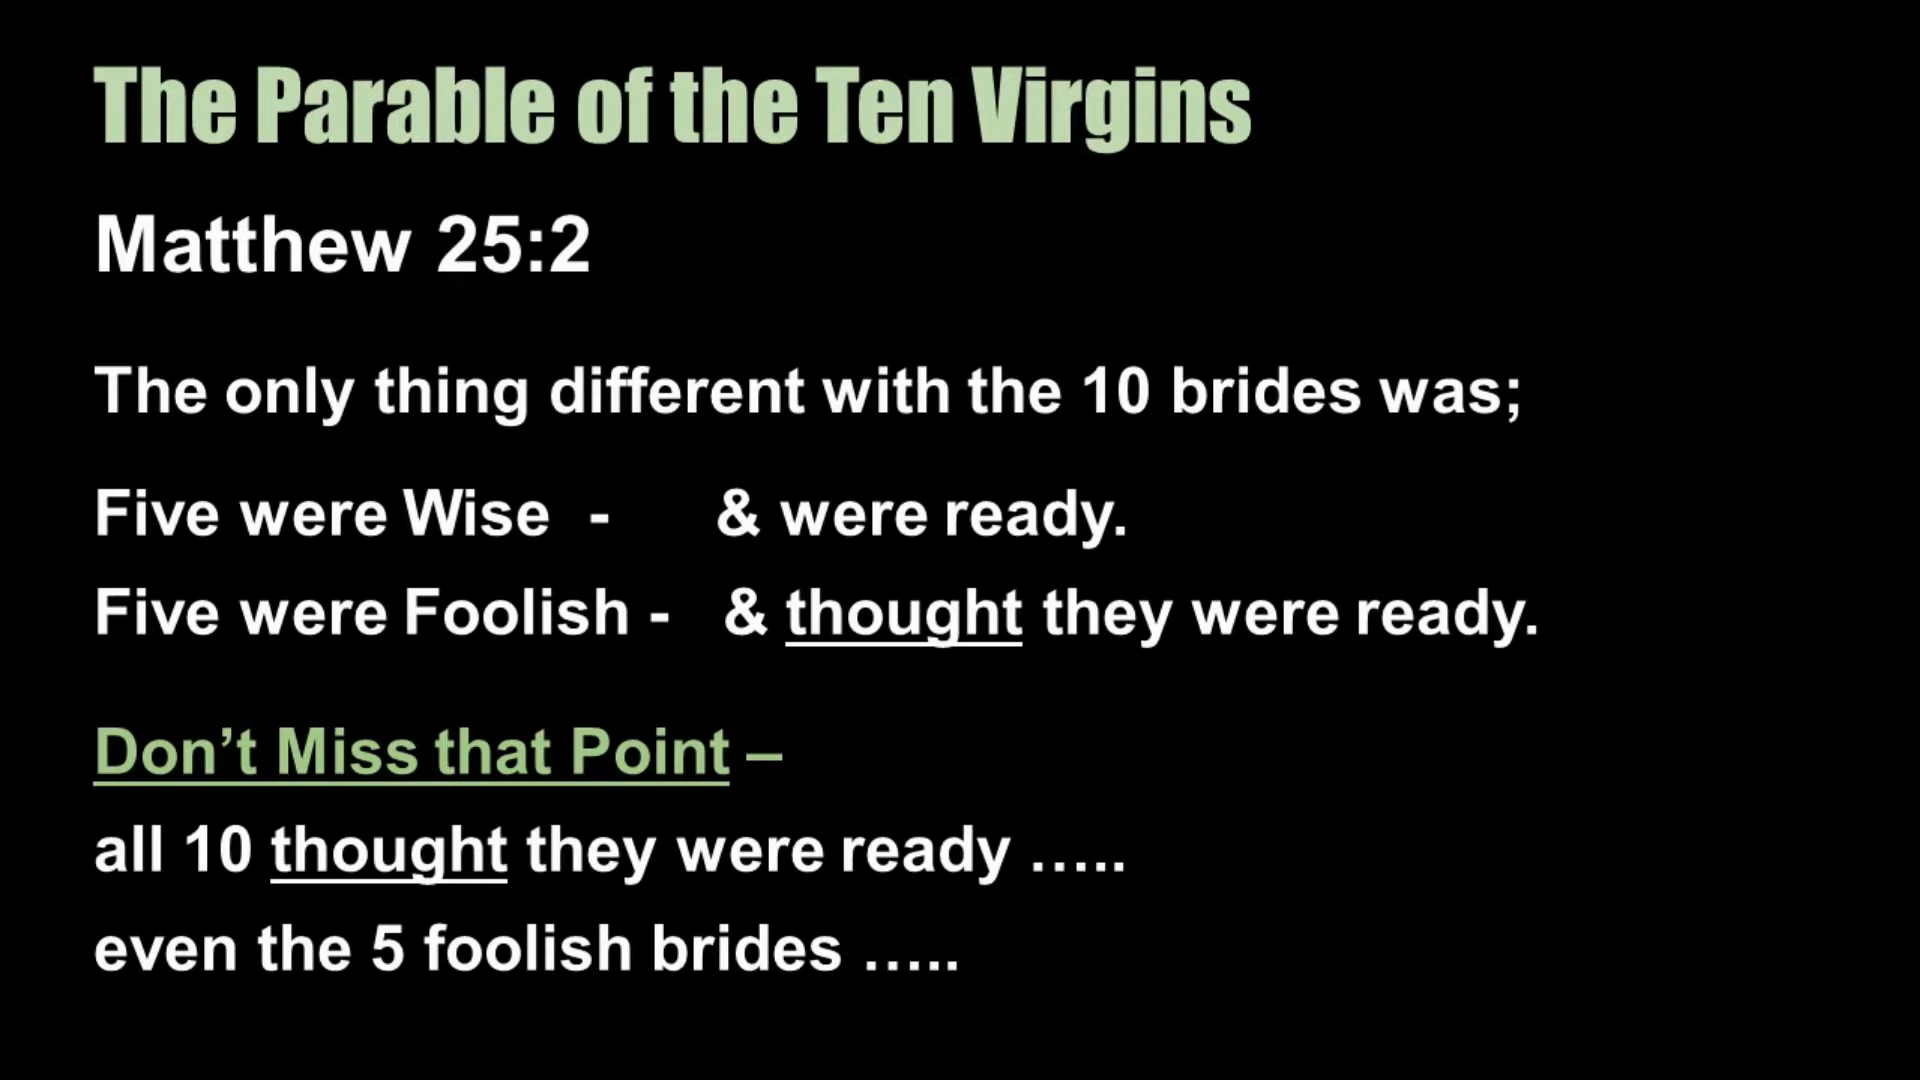 The Parable of the Ten Virgins
Matthew 25:2
The only thing different with the 10 brides was;
Five were Wise - & were ready.
Five were Foolish - & thought they were ready.
Don’t Miss that Point –
all 10 thought they were ready …..
even the 5 foolish brides …..